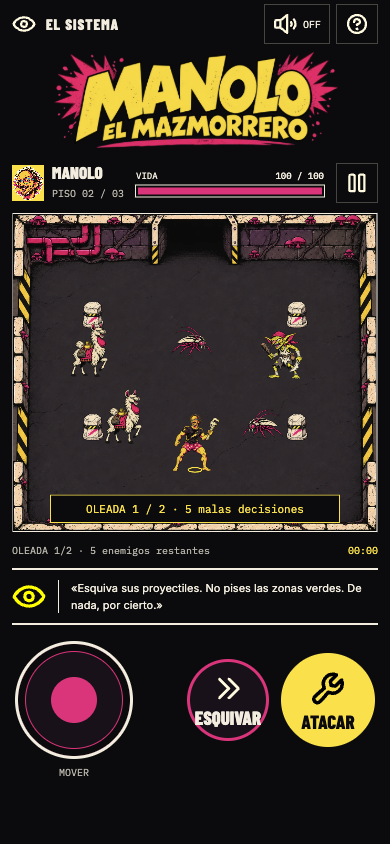 EL SISTEMA
OFF
MANOLO
EL MAZMORRERO
MANOLO
PISO 02 / 03
VIDA
100 / 100
OLEADA 1 / 2 · 5 malas decisiones
OLEADA 1/2 · 5 enemigos restantes
00:00
«Esquiva sus proyectiles. No pises las zonas verdes. De
nada, por cierto.»
ESQUIVAR
ATACAR
MOVER